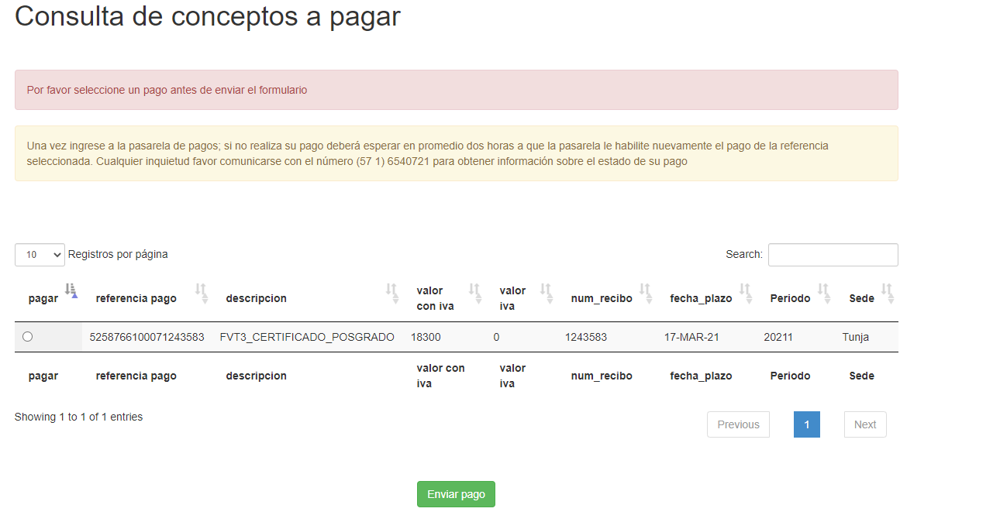 Consulta de conceptos a pagar
Por favor seleccione un pago antes de enviar el formulario
Una vez ingrese a la pasarela de pagos; si no realiza su pago deberá esperar en promedio dos horas a que la pasarela le habilite nuevamente el pago de la referencia
seleccionada. Cualquier inquietud favor comunicarse con el número (57 1) 6540721 para obtener información sobre el estado de su pago
10 Registros por página Search:
pagar referencia pago descripcion valor con iva valor iva num_recibo fecha_plazo Periodo Sede
5258766100071243583 FVT3_CERTIFICADO_POSGRADO 18300 0 1243583 17-MAR-21 20211 Tunja
pagar referencia pago descripcion valor con iva valor iva num_recibo fecha_plazo Periodo Sede
Showing 1 to 1 of 1 entries Previous 1 Next
Enviar pago